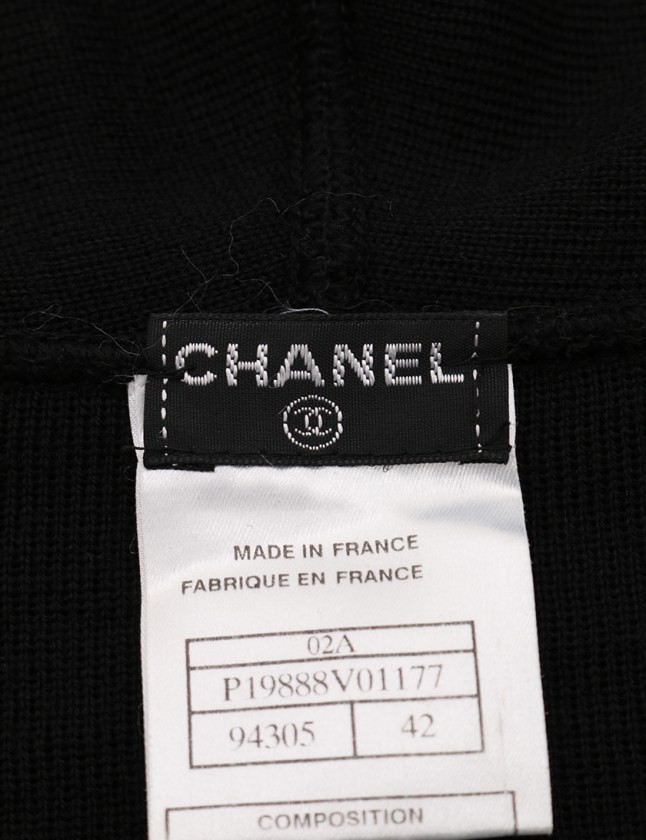 CHANEL
MADE IN FRANCE
FABRIQUE EN FRANCE
02A
P19888V01177
94305 42
COMPOSITION